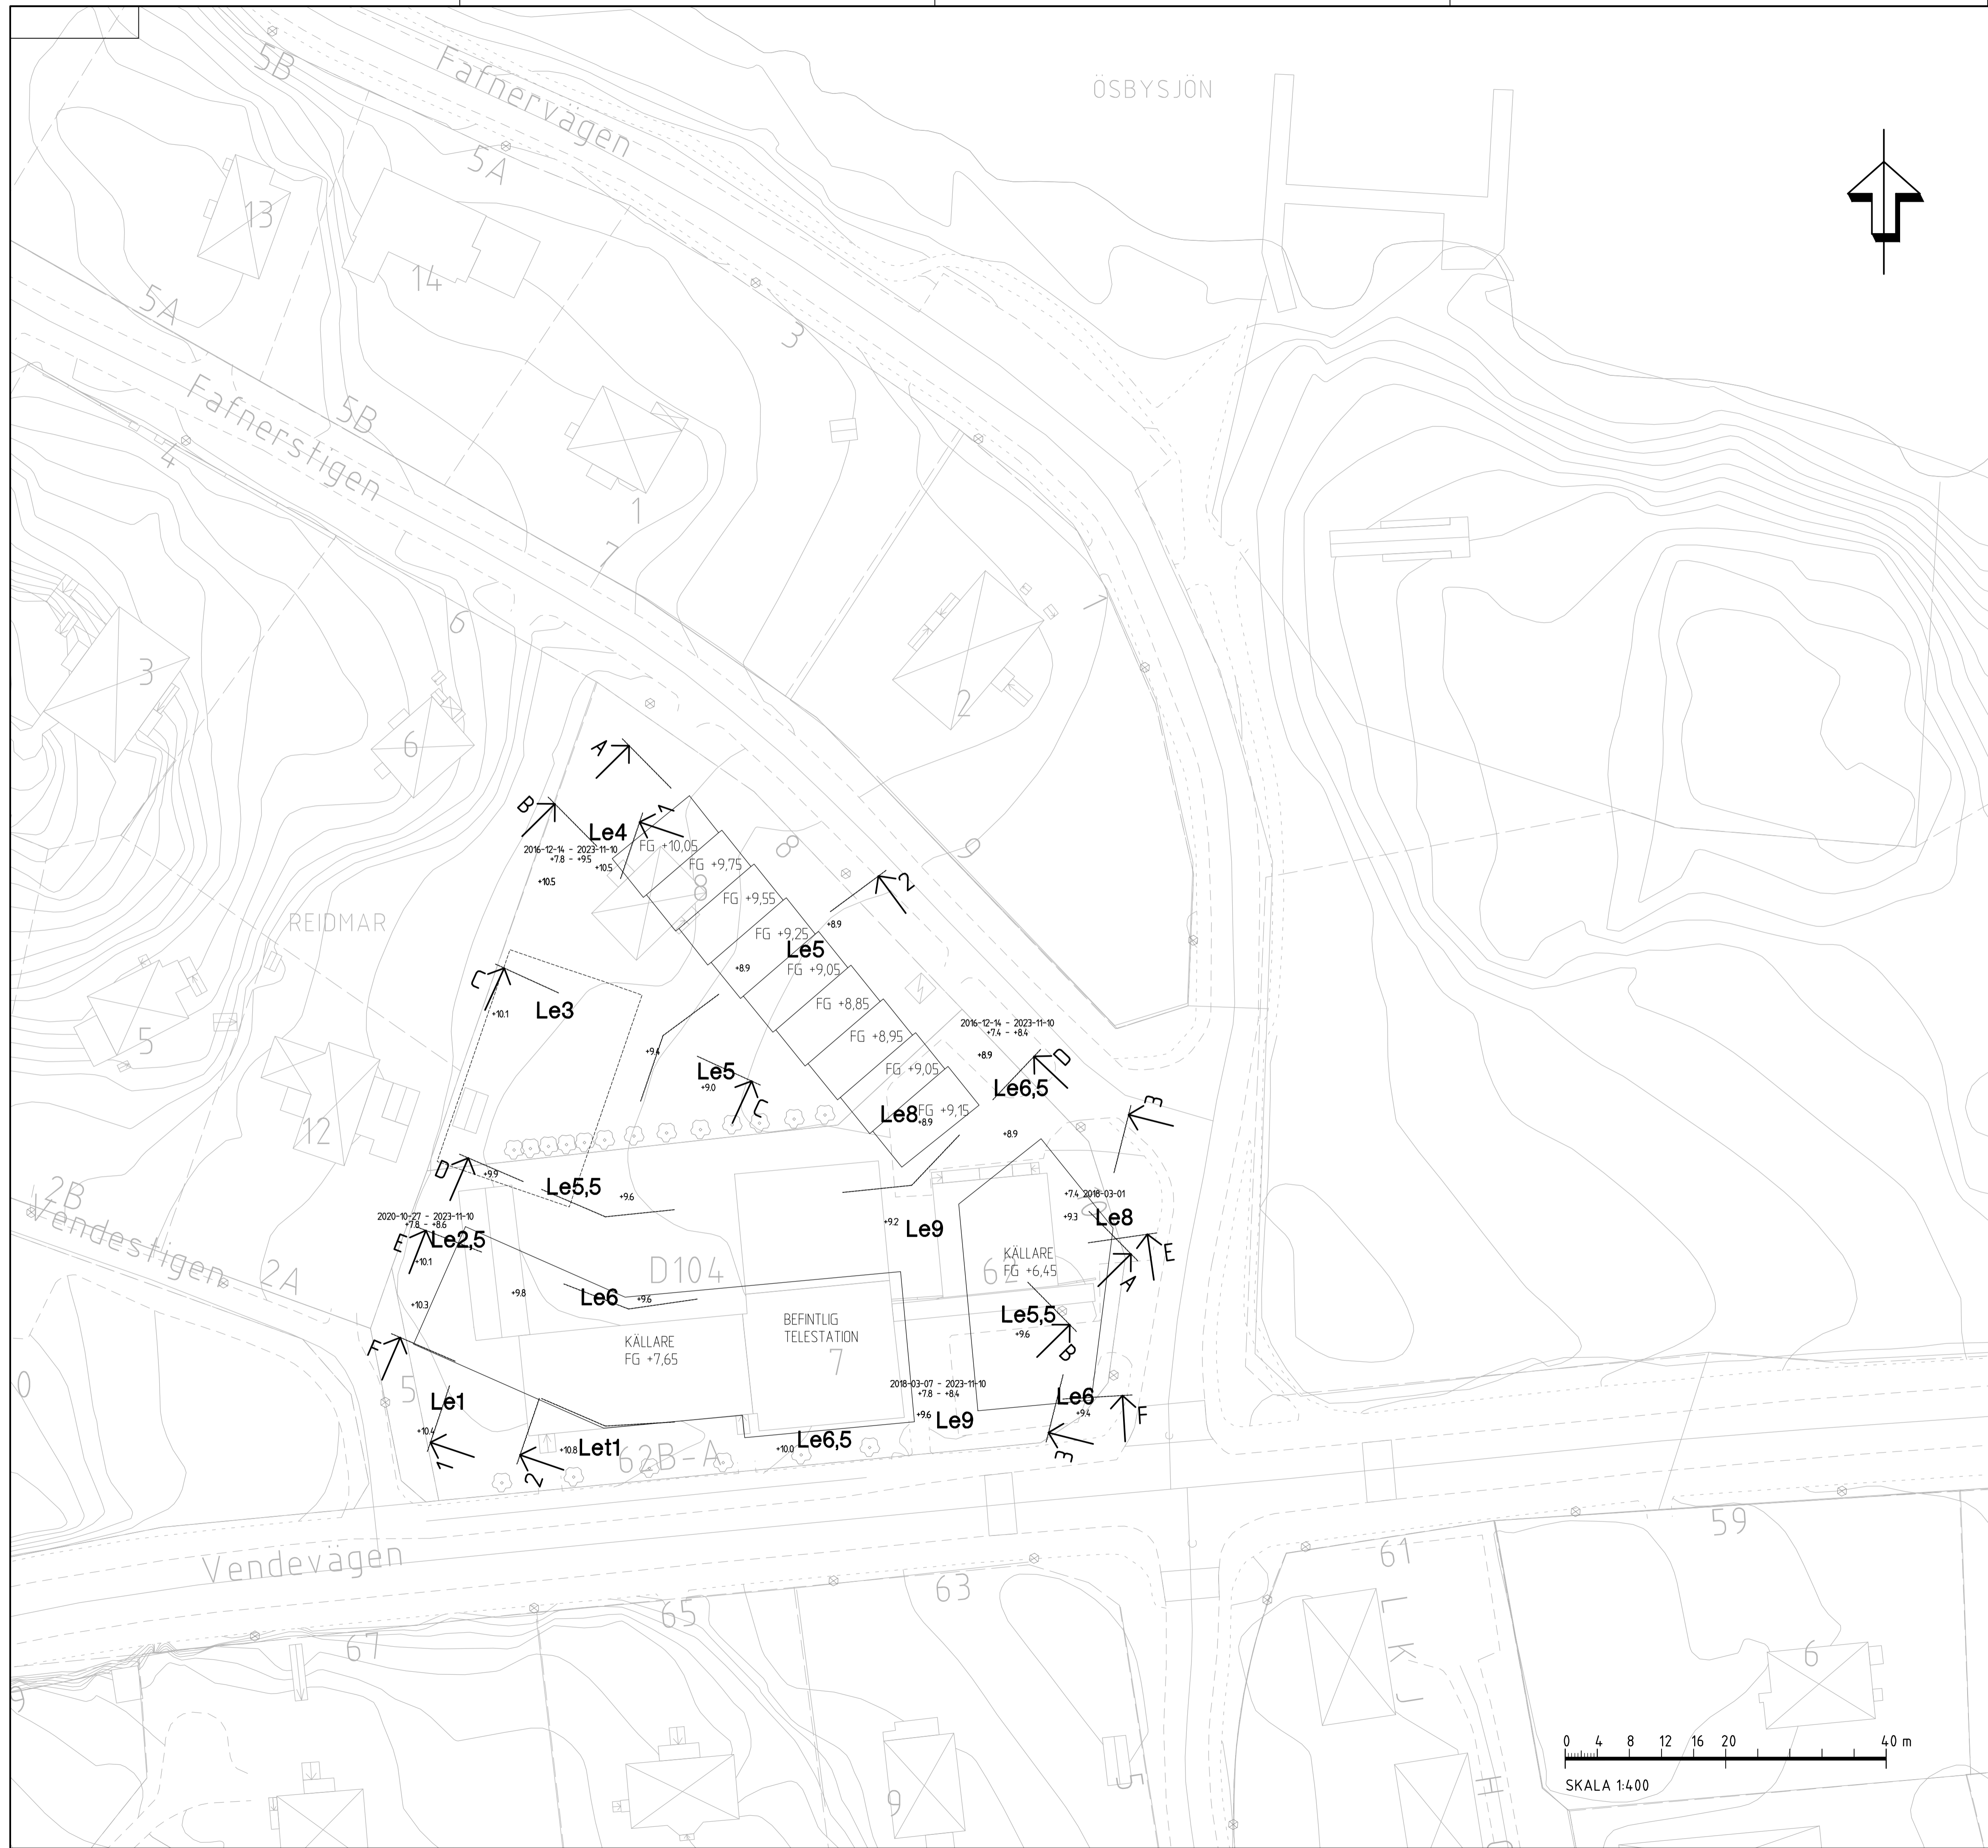 5B
Fafnervägen
ÖSBYSJÖN
5A
13
14
5A
3
5B
Fafnerstigen
4
1
7
1
6
3
2
6
A
B
Le4
1
FG +10,05
8
2016-12-14 - 2023-11-10
+7.8 - +9.5
+10.5
FG +9,75
9
+10.5
8
2
FG +9,55
REIDMAR
+8.9
FG +9,25
Le5
C
+8.9
FG +9,05
Le3
+10.1
FG +8,85
2016-12-14 - 2023-11-10
+7.4 - +8.4
5
FG +8,95
+9.4
+8.9
D
Le5
FG +9,05
+9.0
Le6,5
C
Le8
FG +9,15
+8.9
3
12
+8.9
D
+9.9
Le5,5
+9.6
+7.4 2018-03-01
2B
2020-10-27 - 2023-11-10
+7.8 - +8.6
+9.2
Le9
+9.3
Le8
Vendestigen
E
Le2,5
+10.1
KÄLLARE
FG +6,45
E
2A
D104
62
A
+9.8
Le6
+9.6
+10.3
Le5,5
BEFINTLIG
TELESTATION
+9.6
F
KÄLLARE
FG +7,65
7
B
0
5
2018-03-07 - 2023-11-10
+7.8 - +8.4
Le1
Le6
+9.4
F
+9.6
Le9
+10.4
1
+10.8
Let1
+10.0
Le6,5
62B-A
2
3
Vendevägen
59
61
63
65
67
L
K
J
6
9
9
5
H
0 4 8 12 16 20 40 m
SKALA 1:400